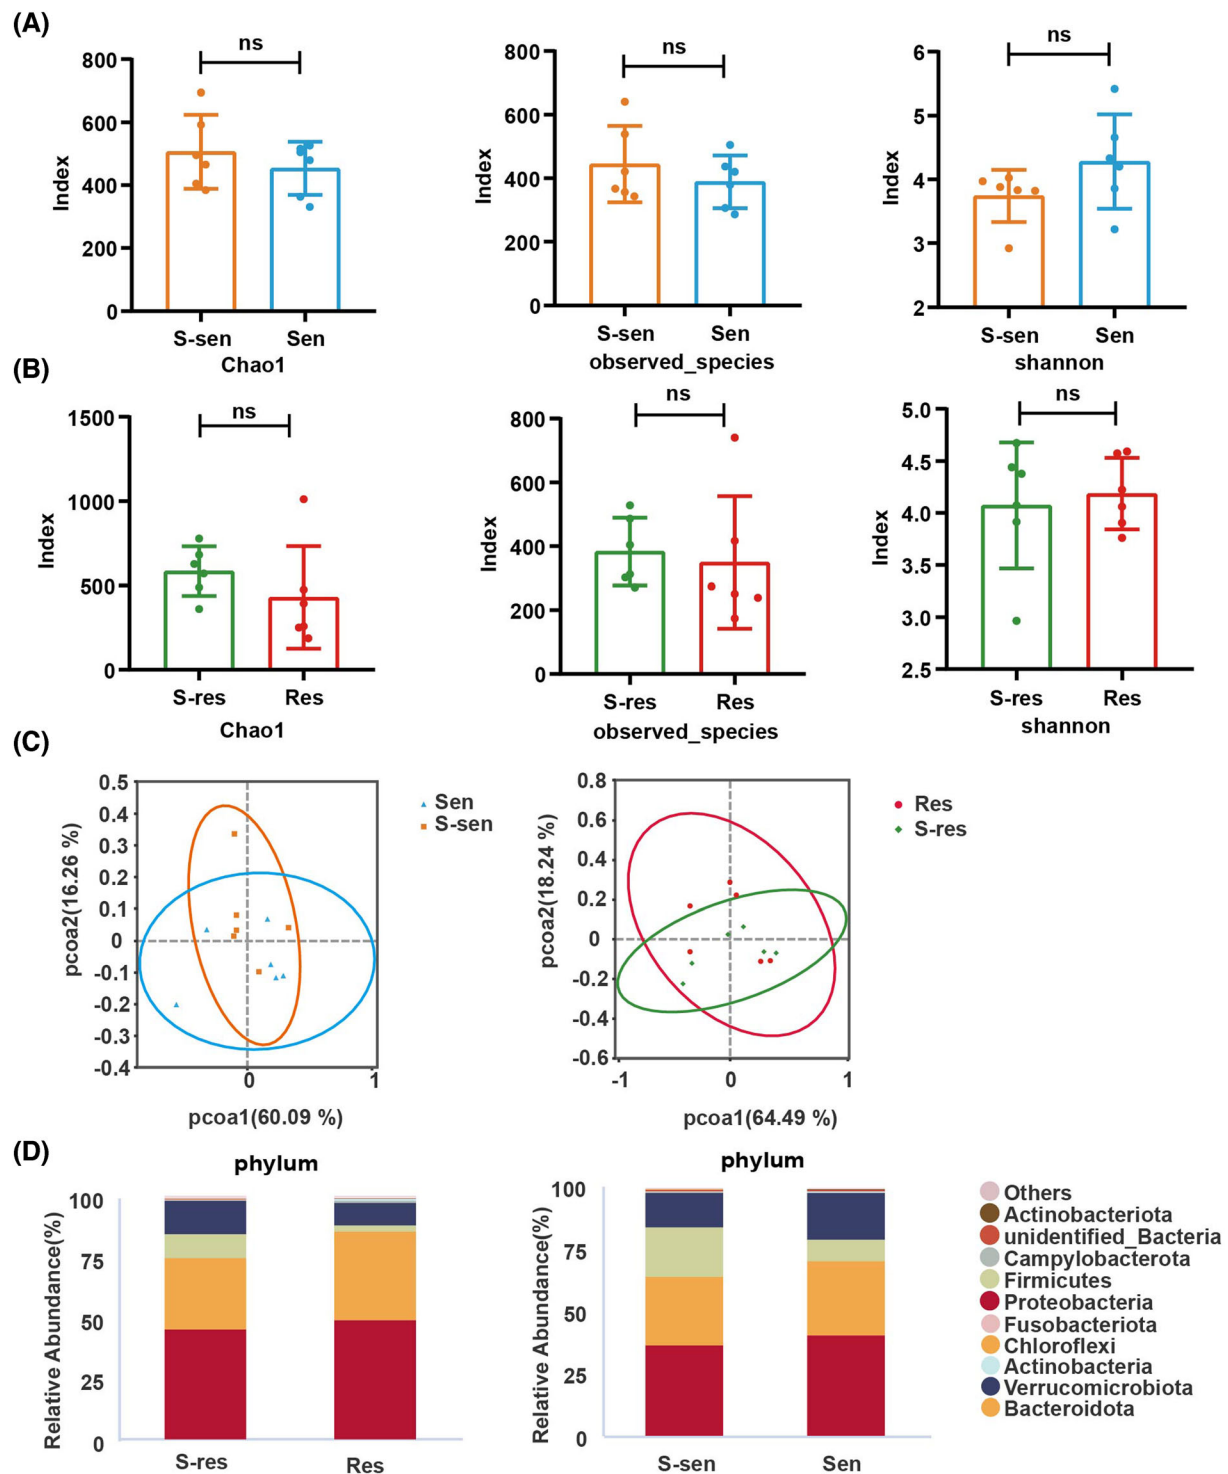 (A)
ns
800
600
400
200
0
Index
S-sen Sen
Chao1
ns
800
600
400
200
0
Index
S-sen Sen
observed_species
ns
6
5
4
3
2
Index
S-sen Sen
shannon
(B)
ns
1500
1000
500
0
Index
S-res Res
Chao1
ns
800
600
400
200
0
Index
S-res Res
observed_species
ns
5.0
4.5
4.0
3.5
3.0
2.5
Index
S-res Res
shannon
(C)
0.5
0.4
0.3
0.2
0.1
0
-0.1
-0.2
-0.3
-0.4
pcoa2(16.26 %)
0 1
pcoa1(60.09 %)
Sen
S-sen
0.8
0.6
0.4
0.2
0
-0.2
-0.4
-0.6
pcoa2(18.24 %)
-1 0 1
pcoa1(64.49 %)
Res
S-res
(D)
phylum
100
75
50
25
0
Relative Abundance(%)
S-res Res
phylum
100
75
50
25
0
Relative Abundance(%)
S-sen Sen
Others
Actinobacteriota
unidentified_Bacteria
Campylobacterota
Firmicutes
Proteobacteria
Fusobacteriota
Chloroflexi
Actinobacteria
Verrucomicrobiota
Bacteroidota